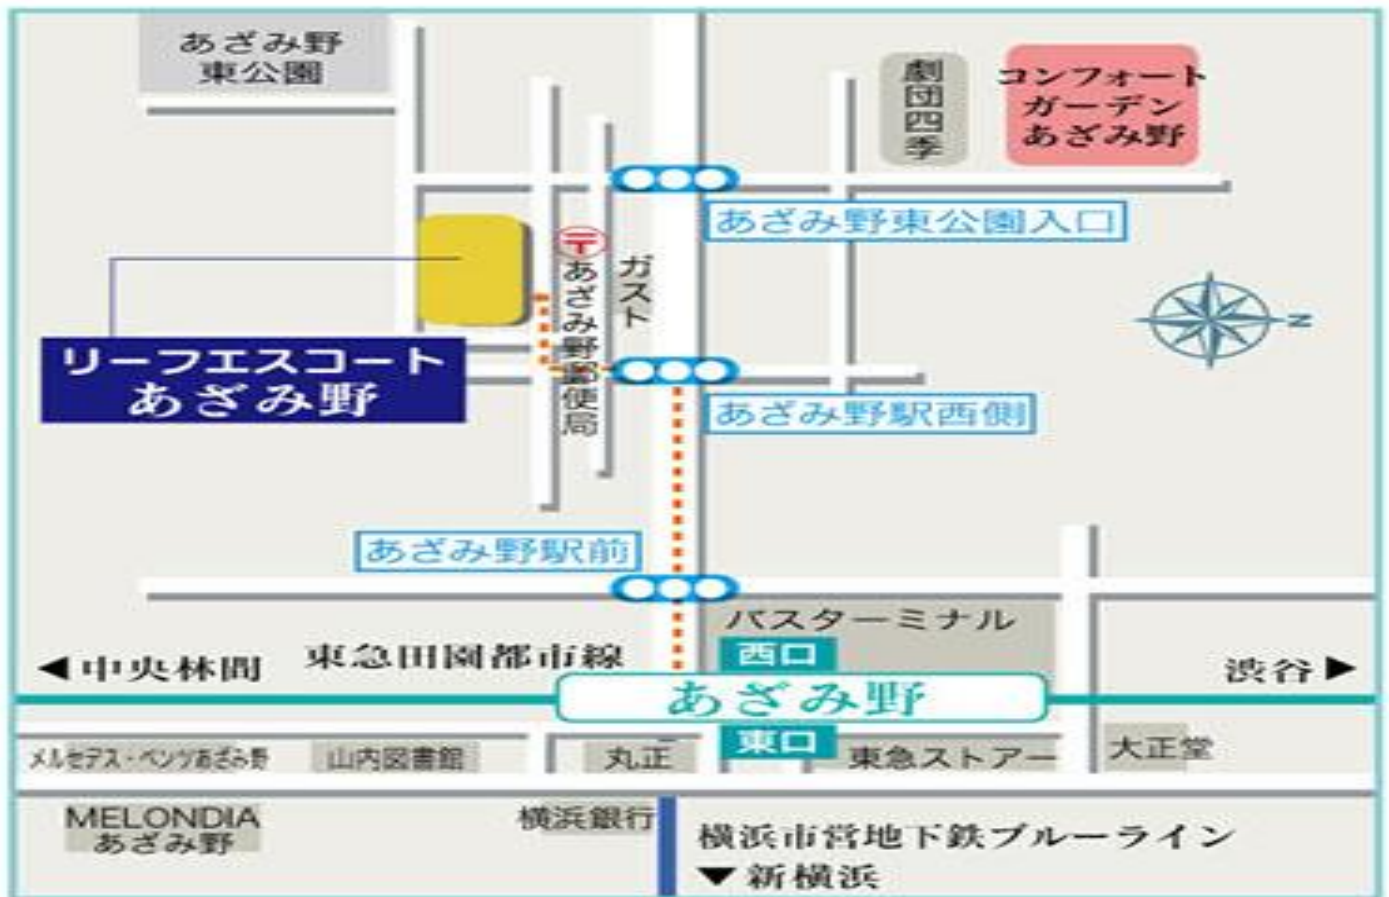 あざみ野
東公園
劇団四季
コンフォート
ガーデン
あざみ野
あざみ野東公園入口
〒あざみ野郵便局
ガスト
N
リーフエスコート
あざみ野
あざみ野駅西側
あざみ野駅前
バスターミナル
西口
◀中央林間
東急田園都市線
渋谷▶
あざみ野
東口
メルセデス・ベンツあざみ野
山内図書館
丸正
東急ストアー
大正堂
MELONDIA
あざみ野
横浜銀行
横浜市営地下鉄ブルーライン
▼新横浜